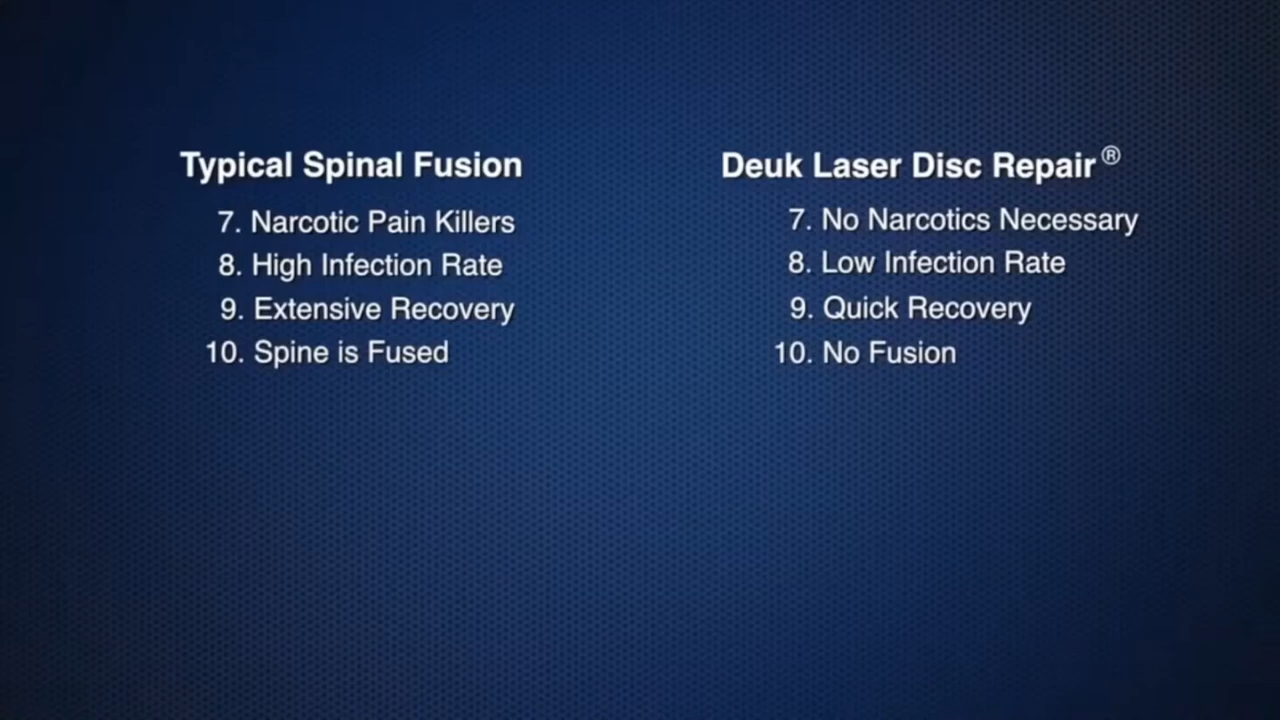 Typical Spinal Fusion
7. Narcotic Pain Killers
8. High Infection Rate
9. Extensive Recovery
10. Spine is Fused
Deuk Laser Disc Repair®
7. No Narcotics Necessary
8. Low Infection Rate
9. Quick Recovery
10. No Fusion